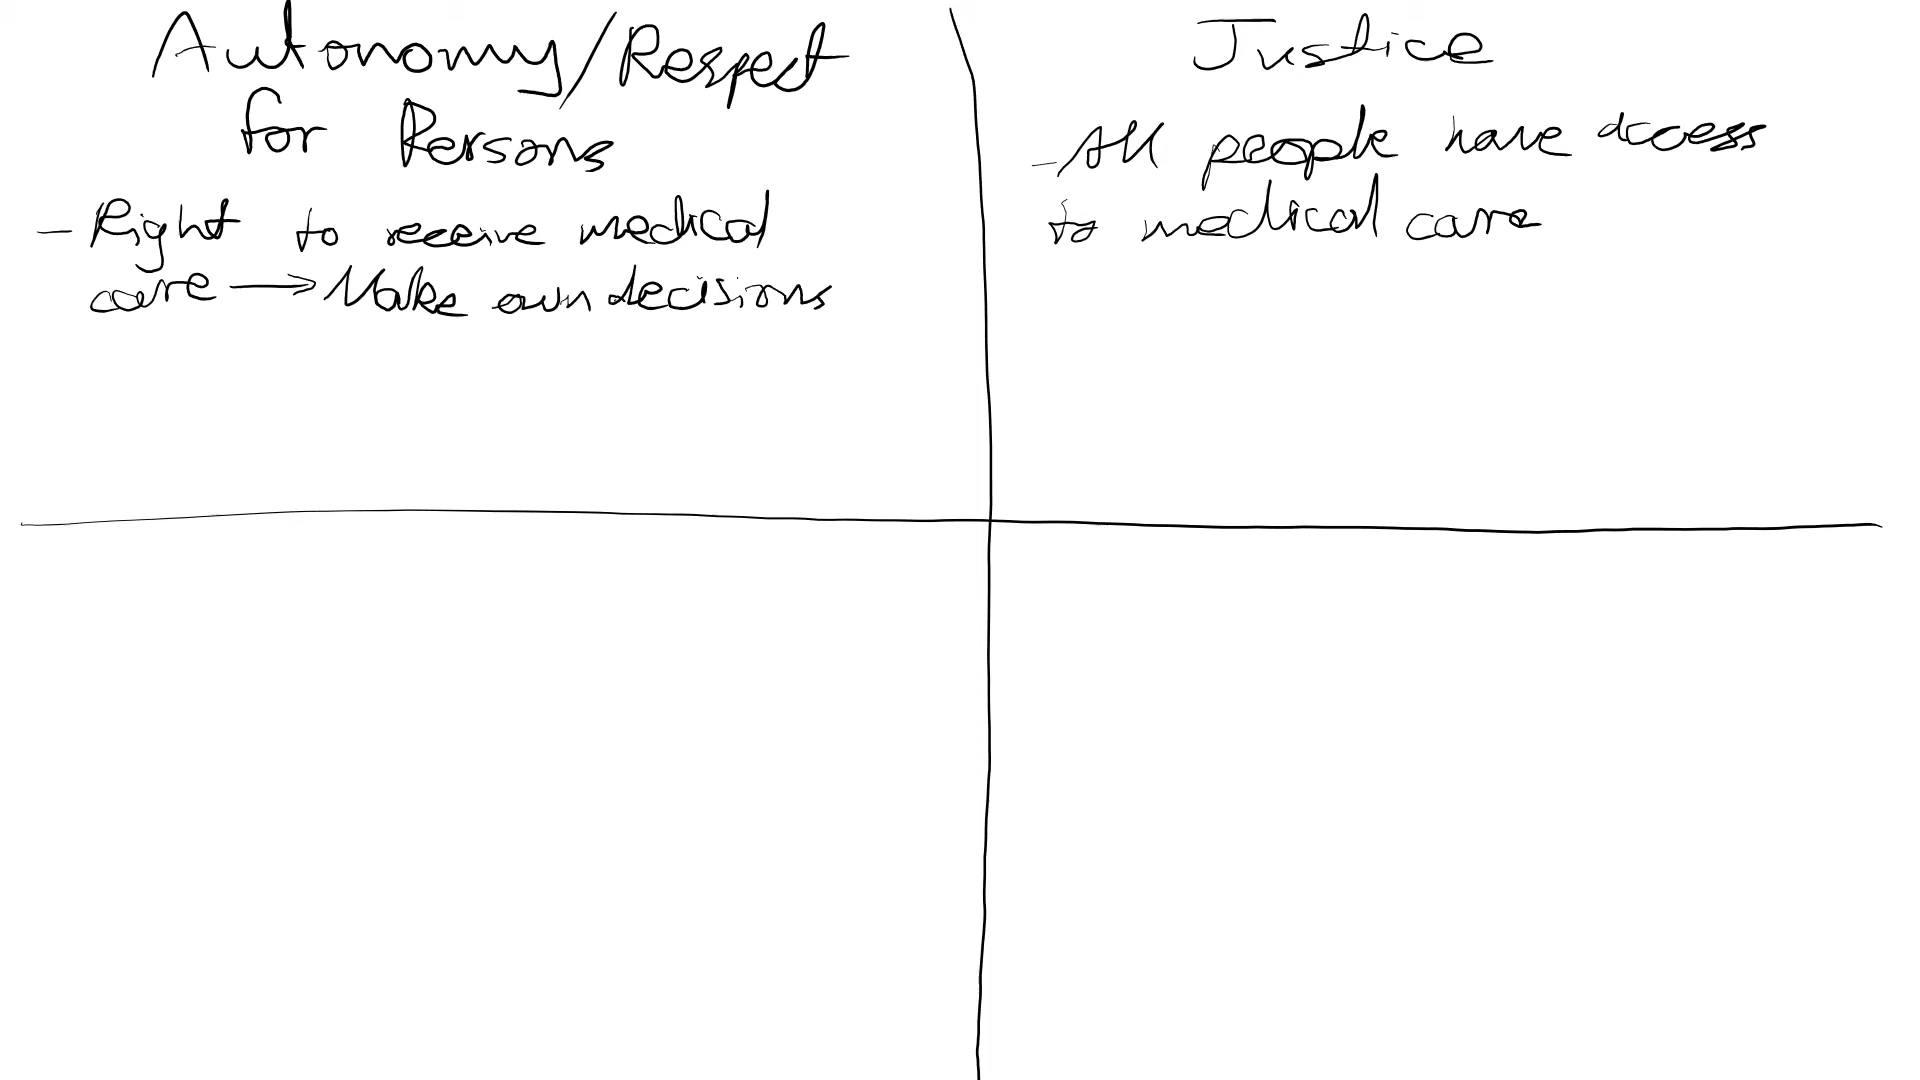 Autonomy/Respect
for Persons
- Right to receive medical
care → Make own decisions
Justice
- All people have access
to medical care